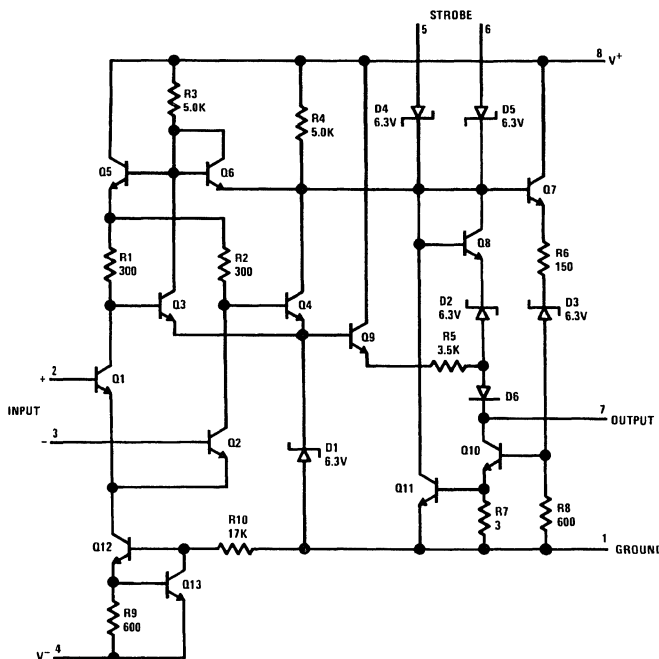 STROBE
5 6
8 V+
R3
5.0K
R4
5.0K
D4
6.3V
D5
6.3V
Q5
Q6
Q7
R1
300
R2
300
Q8
R6
150
Q3
Q4
D2
6.3V
D3
6.3V
Q9
R5
3.5K
+ 2
Q1
D6
INPUT
7
OUTPUT
− 3
Q2
D1
6.3V
Q10
Q11
R10
17K
R7
3
R8
600
Q12
1
GROUND
Q13
R9
600
V− 4